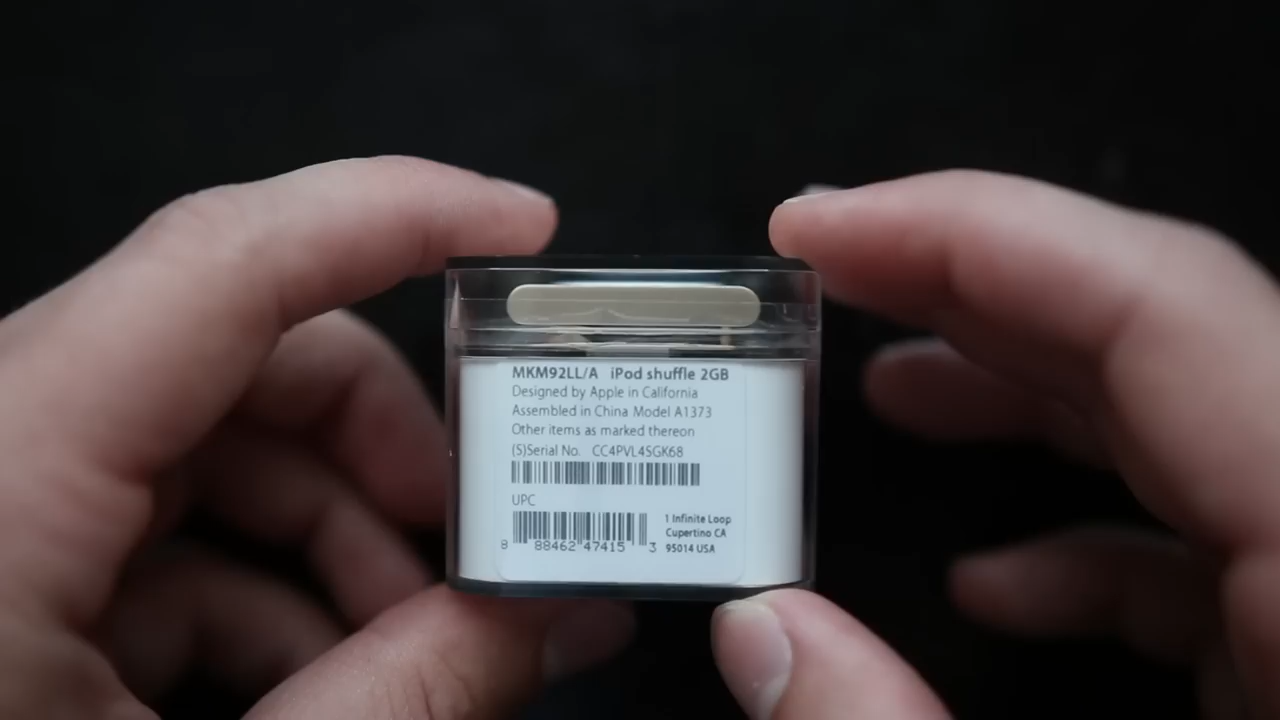 MKM92LL/A iPod shuffle 2GB
Designed by Apple in California
Assembled in China Model A1373
Other items as marked thereon
(S)Serial No. CC4PVL4SGK68
UPC
8 88462 47415 3
1 Infinite Loop
Cupertino CA
95014 USA